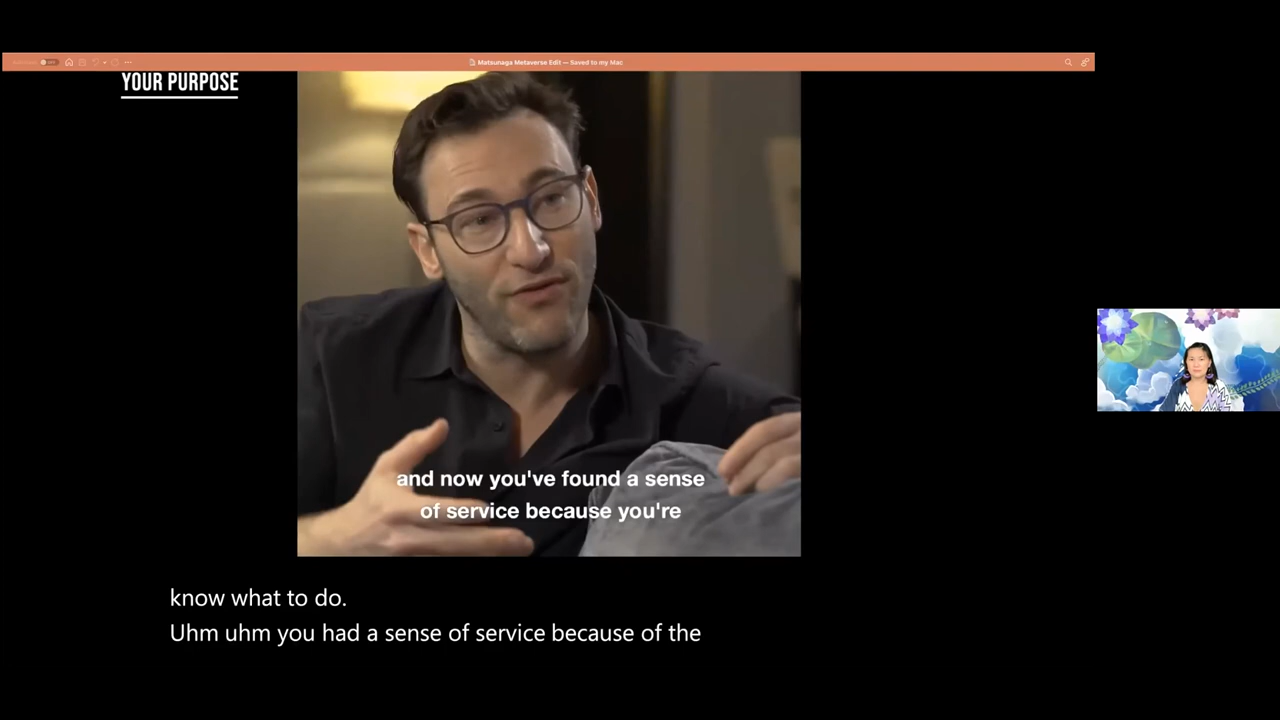 Matsunaga Metaverse Edit — Saved to my Mac
YOUR PURPOSE
and now you've found a sense
of service because you're
know what to do.
Uhm uhm you had a sense of service because of the